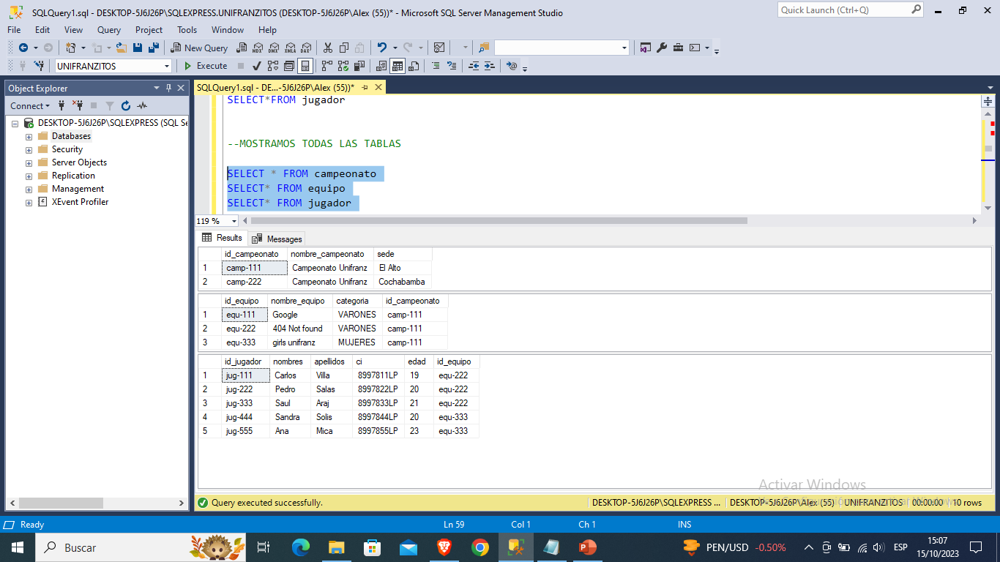 SQLQuery1.sql - DESKTOP-5J6J26P\SQLEXPRESS.UNIFRANZITOS (DESKTOP-5J6J26P\Alex (55))* - Microsoft SQL Server Management Studio
Quick Launch (Ctrl+Q)
File Edit View Query Project Tools Window Help
New Query MDX DMX XMLA DAX
UNIFRANZITOS Execute
Object Explorer
SQLQuery1.sql - DE...-5J6J26P\Alex (55))*
Connect
DESKTOP-5J6J26P\SQLEXPRESS (SQL Se
Databases
Security
Server Objects
Replication
Management
XEvent Profiler
SELECT*FROM jugador
--MOSTRAMOS TODAS LAS TABLAS
SELECT * FROM campeonato
SELECT* FROM equipo
SELECT* FROM jugador
119 %
Results Messages
id_campeonato nombre_campeonato sede
1 camp-111 Campeonato Unifranz El Alto
2 camp-222 Campeonato Unifranz Cochabamba
id_equipo nombre_equipo categoria id_campeonato
1 equ-111 Google VARONES camp-111
2 equ-222 404 Not found VARONES camp-111
3 equ-333 girls unifranz MUJERES camp-111
id_jugador nombres apellidos ci edad id_equipo
1 jug-111 Carlos Villa 8997811LP 19 equ-222
2 jug-222 Pedro Salas 8997822LP 20 equ-222
3 jug-333 Saul Araj 8997833LP 21 equ-222
4 jug-444 Sandra Solis 8997844LP 20 equ-333
5 jug-555 Ana Mica 8997855LP 23 equ-333
Activar Windows
Query executed successfully. DESKTOP-5J6J26P\SQLEXPRESS ... DESKTOP-5J6J26P\Alex (55) UNIFRANZITOS 00:00:00 10 rows
Ready Ln 59 Col 1 Ch 1 INS
Buscar PEN/USD -0.50% ESP 15:07
15/10/2023